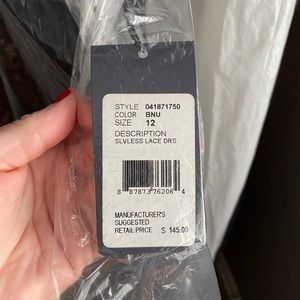 STYLE 041871750
COLOR BNU
SIZE 12
DESCRIPTION
SLVLESS LACE DRS
8 87873 76206 4
MANUFACTURER'S
SUGGESTED
RETAIL PRICE $ 145.00